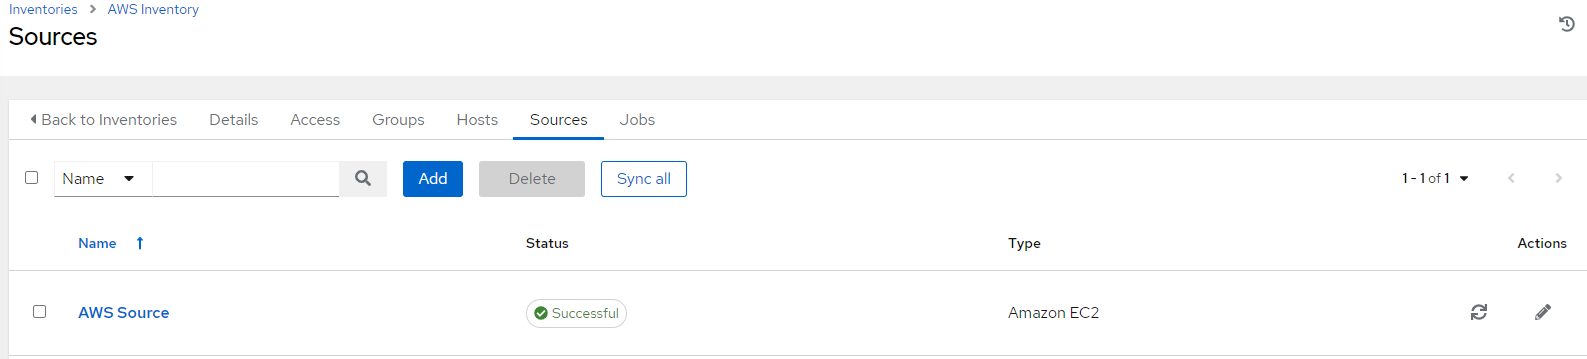 Inventories > AWS Inventory
Sources
Back to Inventories Details Access Groups Hosts Sources Jobs
Name Add Delete Sync all 1 - 1 of 1
Name Status Type Actions
AWS Source Successful Amazon EC2